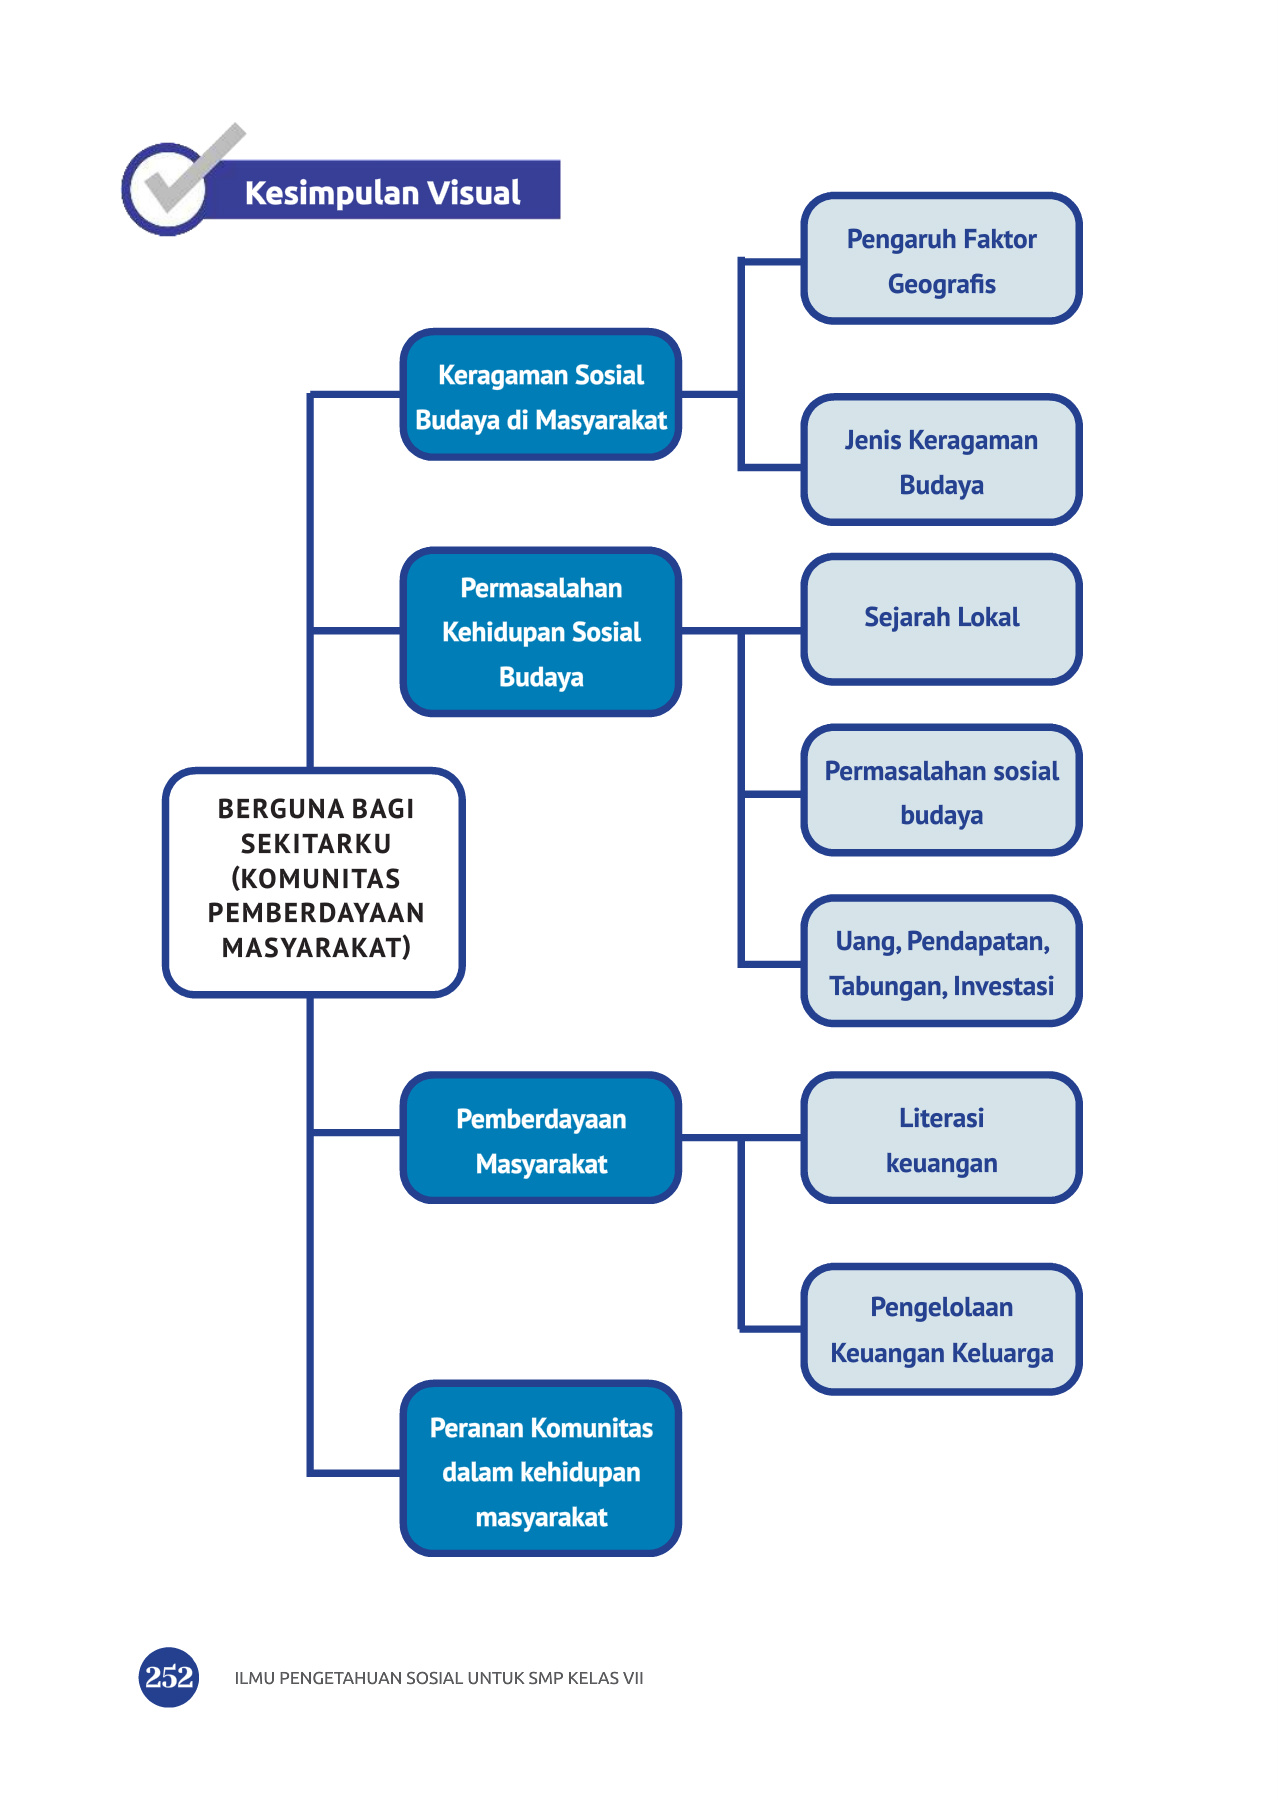 Kesimpulan Visual
Pengaruh Faktor
Geografis
Keragaman Sosial
Budaya di Masyarakat
Jenis Keragaman
Budaya
Permasalahan
Kehidupan Sosial
Budaya
Sejarah Lokal
Permasalahan sosial
budaya
BERGUNA BAGI
SEKITARKU
(KOMUNITAS
PEMBERDAYAAN
MASYARAKAT)
Uang, Pendapatan,
Tabungan, Investasi
Pemberdayaan
Masyarakat
Literasi
keuangan
Pengelolaan
Keuangan Keluarga
Peranan Komunitas
dalam kehidupan
masyarakat
252 ILMU PENGETAHUAN SOSIAL UNTUK SMP KELAS VII